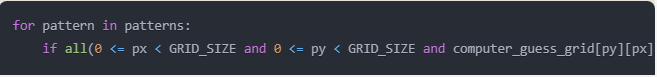 for pattern in patterns:
    if all(0 <= px < GRID_SIZE and 0 <= py < GRID_SIZE and computer_guess_grid[py][px]